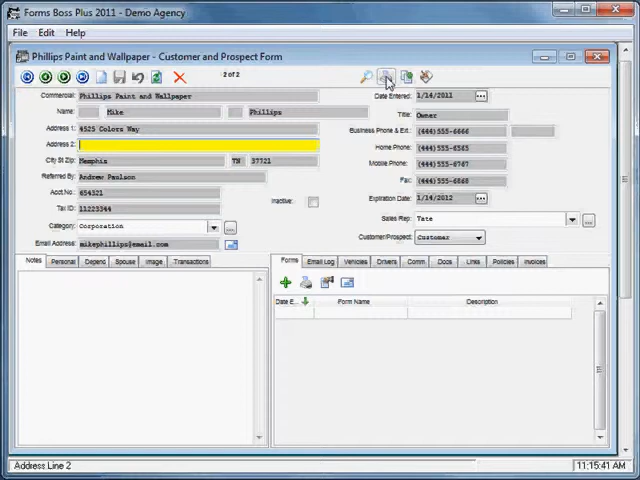 Forms Boss Plus 2011 - Demo Agency
File Edit Help
Phillips Paint and Wallpaper - Customer and Prospect Form
2 of 2
Commercial: Phillips Paint and Wallpaper Date Entered: 1/14/2011
Name: Mike Phillips Title: Owner
Address 1: 4525 Colors Way Business Phone & Ext: (444)555-6666
Address 2: Home Phone: (444)555-6565
City St Zip: Memphis TN 37721 Mobile Phone: (444)555-6767
Referred By: Andrew Paulson Fax: (444)555-6868
Acct.No: 654321 Inactive: Expiration Date: 1/14/2012
Tax ID: 11223344
Category: Corporation Sales Rep: Tate
Email Address: mikephillips@email.com Customer/Prospect: Customer
Notes Personal Depend Spouse Image Transactions Forms Email Log Vehicles Drivers Comm. Docs Links Policies Invoices
Date E... Form Name Description
Address Line 2 11:15:41 AM